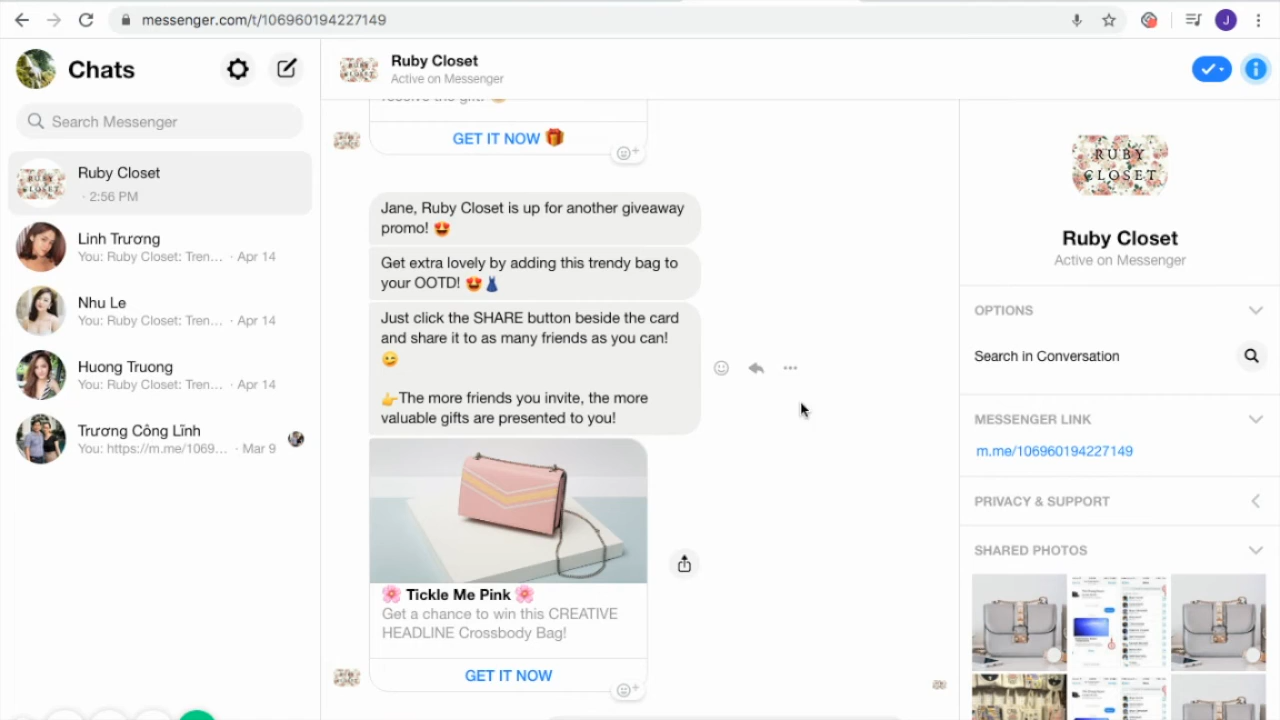 messenger.com/t/106960194227149
J
Chats
Search Messenger
Ruby Closet
· 2:56 PM
Linh Trương
You: Ruby Closet: Tren... · Apr 14
Nhu Le
You: Ruby Closet: Tren... · Apr 14
Huong Truong
You: Ruby Closet: Tren... · Apr 14
Trương Công Lĩnh
You: https://m.me/1069... · Mar 9
Ruby Closet
Active on Messenger
receive the gift!
GET IT NOW 🎁
Jane, Ruby Closet is up for another giveaway
promo! 😍
Get extra lovely by adding this trendy bag to
your OOTD! 😍👗
Just click the SHARE button beside the card
and share it to as many friends as you can!
😉
👉The more friends you invite, the more
valuable gifts are presented to you!
🌸 Tickle Me Pink 🌸
Get a chance to win this CREATIVE
HEADLINE Crossbody Bag!
GET IT NOW
RUBY
CLOSET
Ruby Closet
Active on Messenger
OPTIONS
Search in Conversation
MESSENGER LINK
m.me/106960194227149
PRIVACY & SUPPORT
SHARED PHOTOS